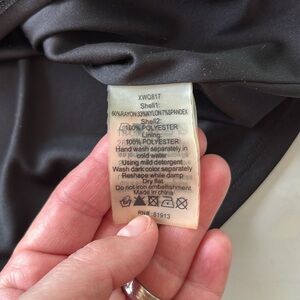 XWQ817
Shell1:
60%RAYON 33%NYLON 7%SPANDEX
Shell2:
100% POLYESTER
Lining:
100% POLYESTER
Hand wash separately in
cold water
Using mild detergent
Wash dark color separately
Reshape while damp
Dry flat
Do not iron embellishment
Made in china
RN#:81913